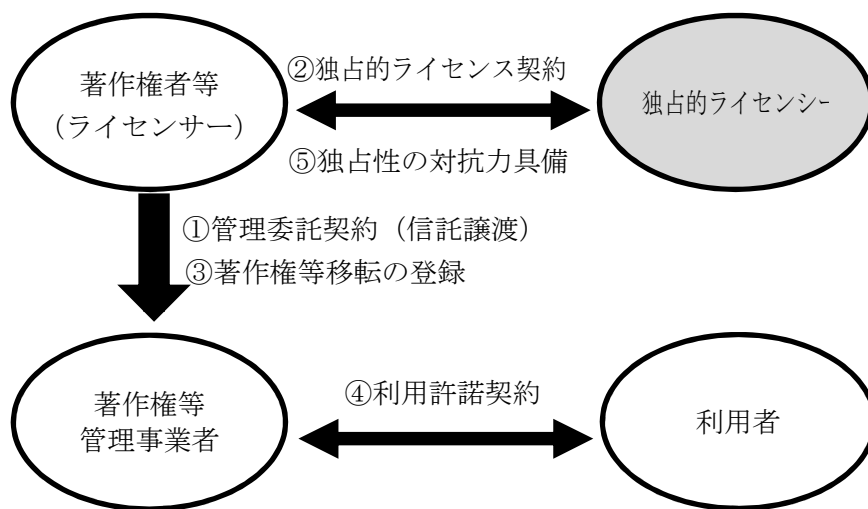 著作権者等
（ライセンサー）
②独占的ライセンス契約
⑤独占性の対抗力具備
独占的ライセンシー
①管理委託契約（信託譲渡）
③著作権等移転の登録
著作権等
管理事業者
④利用許諾契約
利用者